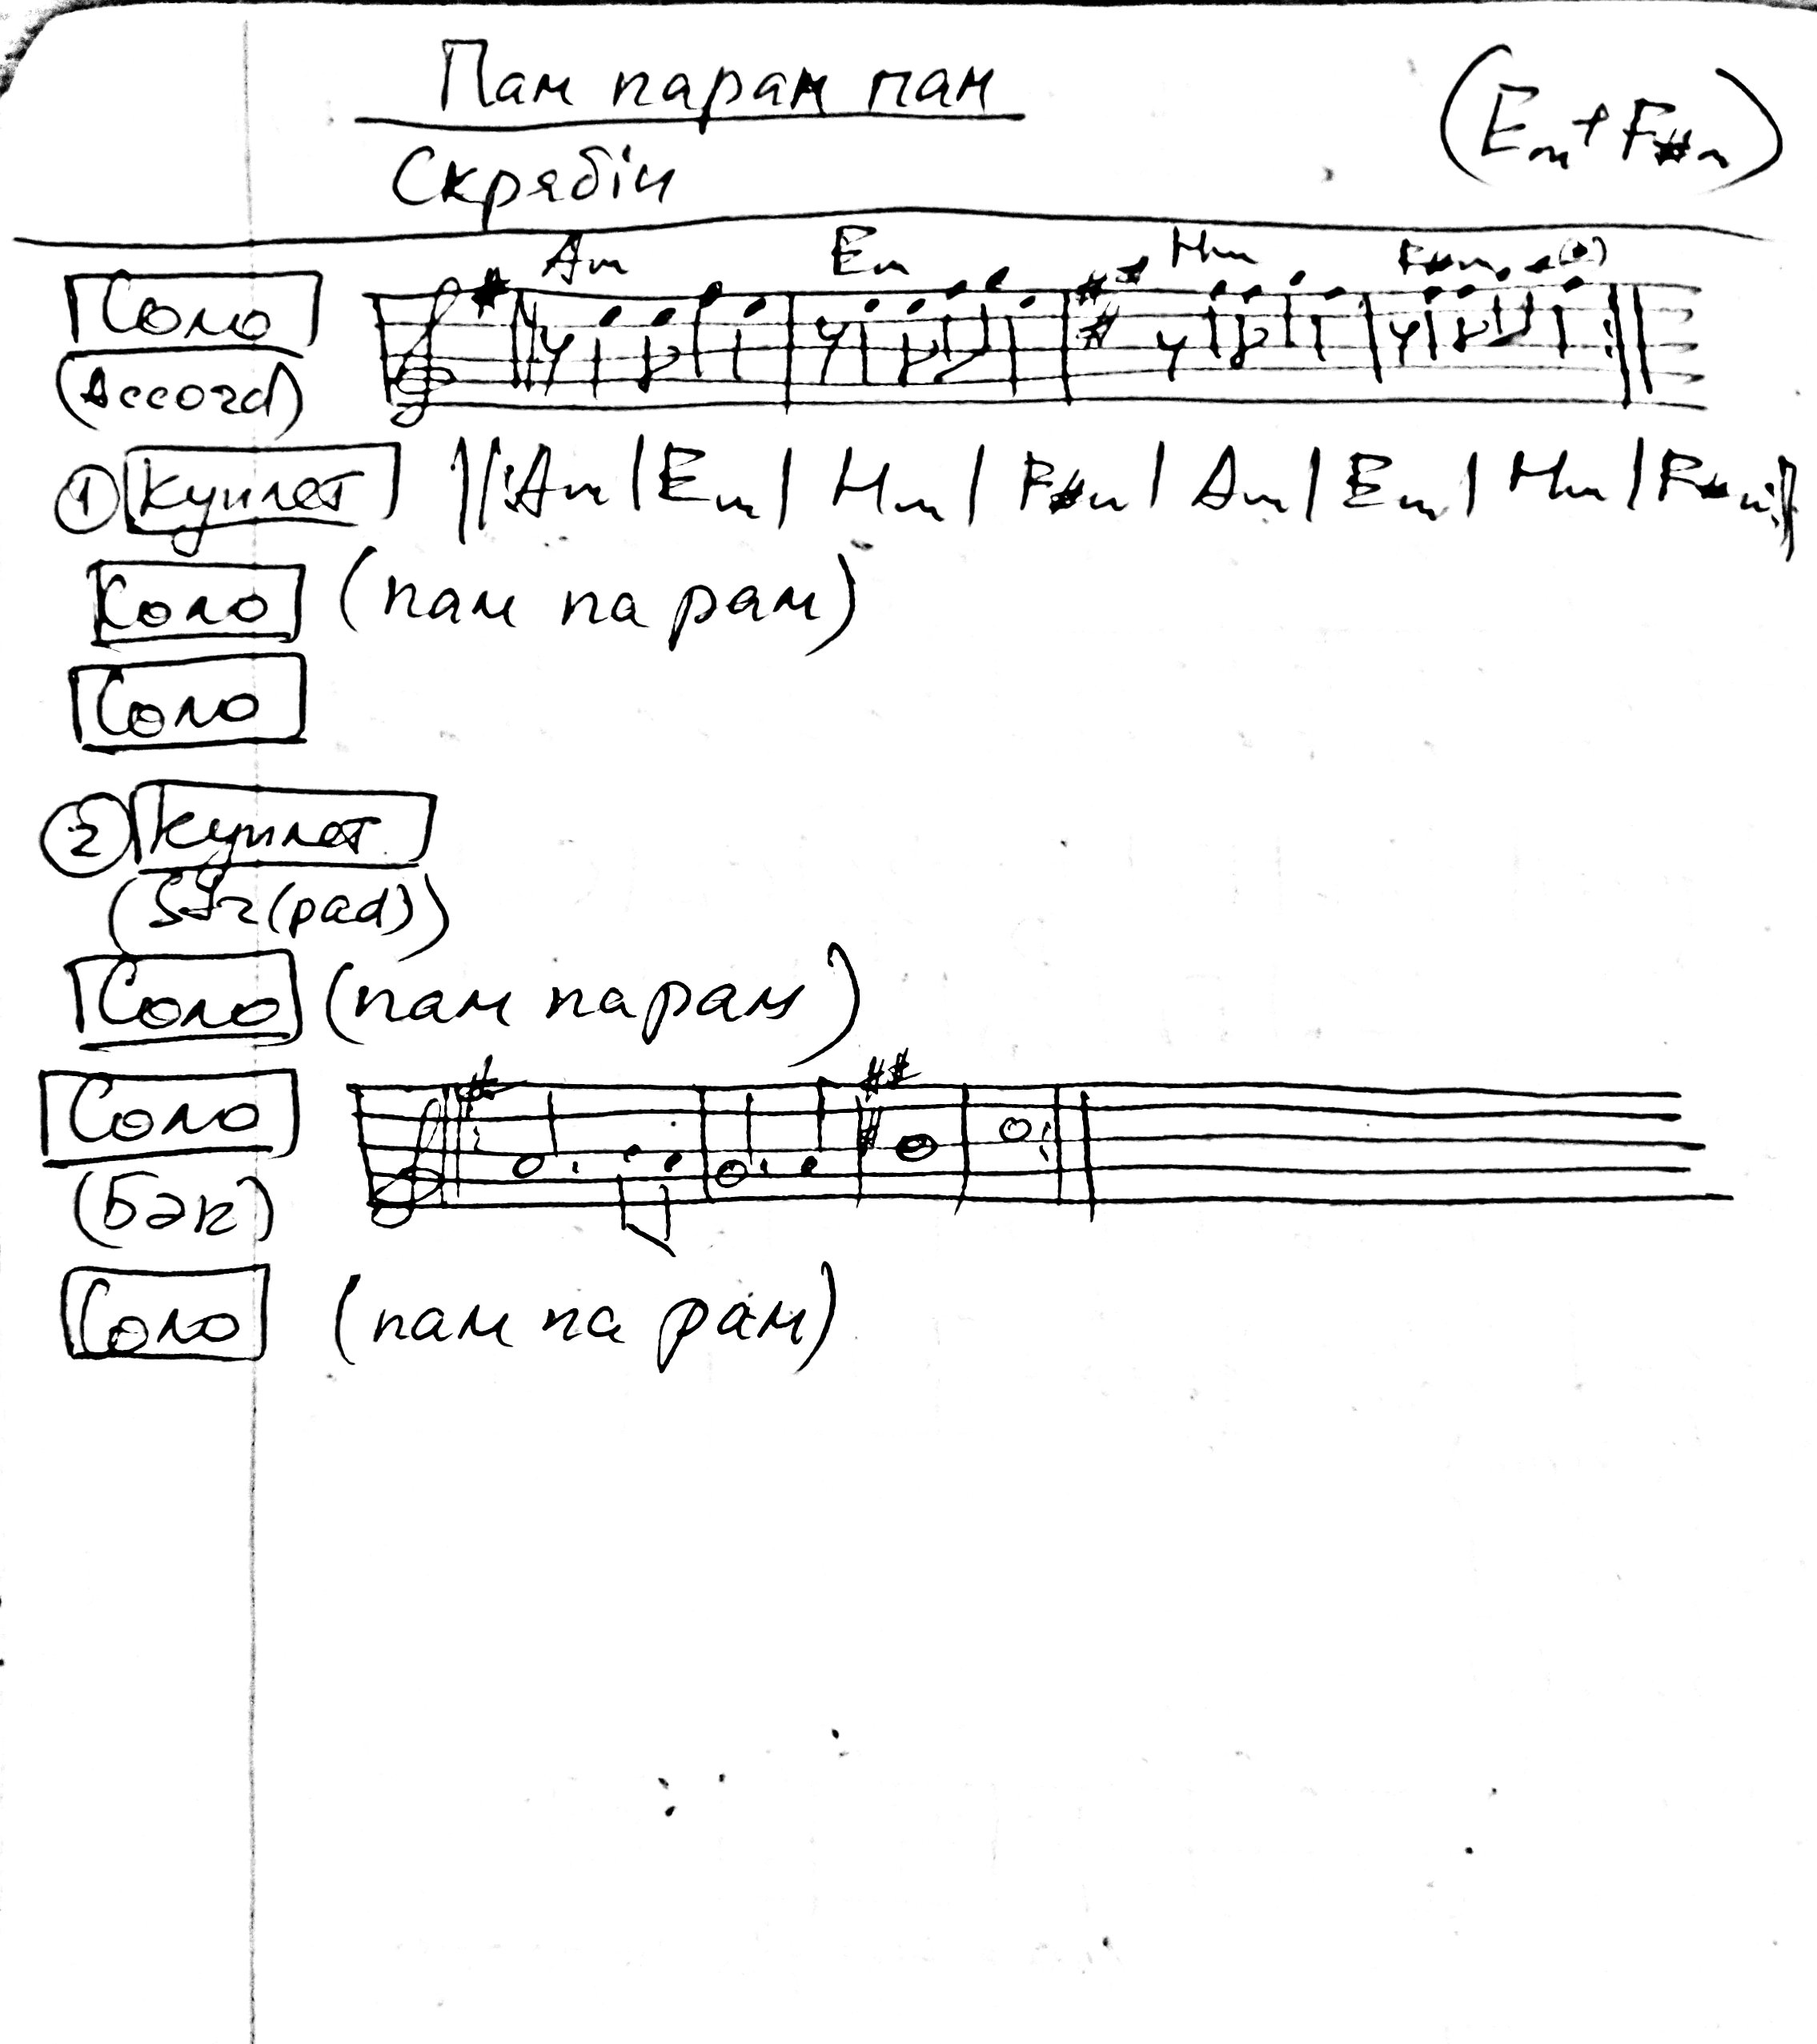 Пам парам пам
(Em + F#m)
Скрябін
Am Em Hm F#m
Соло
(Accord)
1 Куплет ||: Am | Em | Hm | F#m | Am | Em | Hm | F#m :||
Соло (пам па рам)
Соло
2 Куплет
(pad)
Соло (пам парам)
Соло
(Бэк)
Соло (пам па рам)